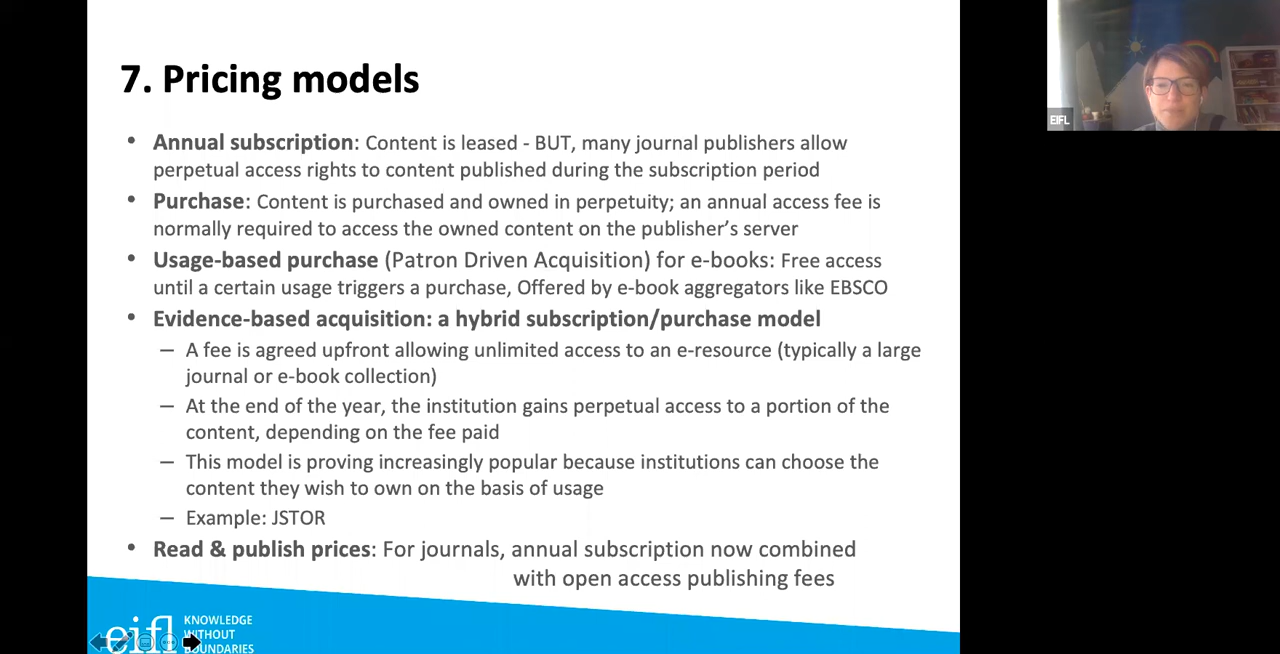 7. Pricing models
• Annual subscription: Content is leased - BUT, many journal publishers allow
perpetual access rights to content published during the subscription period
• Purchase: Content is purchased and owned in perpetuity; an annual access fee is
normally required to access the owned content on the publisher's server
• Usage-based purchase (Patron Driven Acquisition) for e-books: Free access
until a certain usage triggers a purchase, Offered by e-book aggregators like EBSCO
• Evidence-based acquisition: a hybrid subscription/purchase model
— A fee is agreed upfront allowing unlimited access to an e-resource (typically a large
journal or e-book collection)
— At the end of the year, the institution gains perpetual access to a portion of the
content, depending on the fee paid
— This model is proving increasingly popular because institutions can choose the
content they wish to own on the basis of usage
— Example: JSTOR
• Read & publish prices: For journals, annual subscription now combined
with open access publishing fees
eifl
KNOWLEDGE
WITHOUT
BOUNDARIES
EIFL